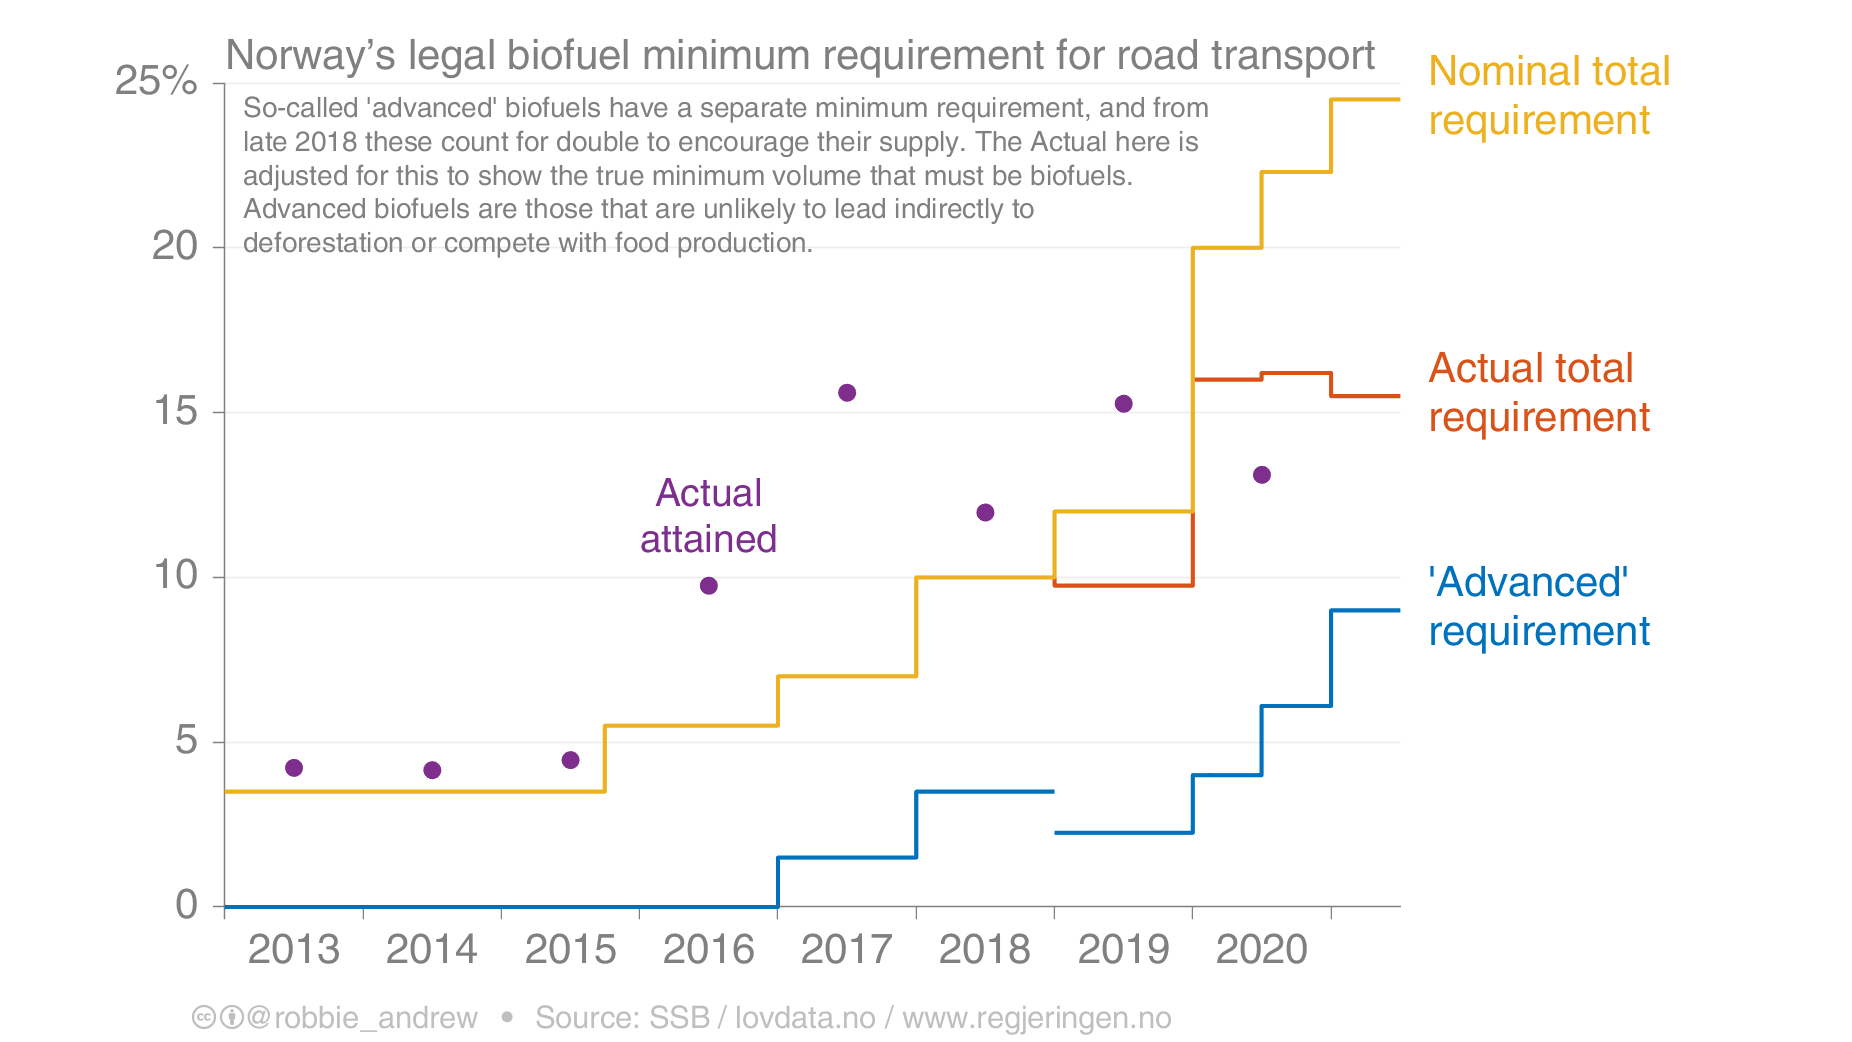 Norway’s legal biofuel minimum requirement for road transport
So-called 'advanced' biofuels have a separate minimum requirement, and from
late 2018 these count for double to encourage their supply. The Actual here is
adjusted for this to show the true minimum volume that must be biofuels.
Advanced biofuels are those that are unlikely to lead indirectly to
deforestation or compete with food production.
25%
20
15
10
5
0
Nominal total
requirement
Actual total
requirement
Actual
attained
'Advanced'
requirement
2013 2014 2015 2016 2017 2018 2019 2020
@robbie_andrew • Source: SSB / lovdata.no / www.regjeringen.no